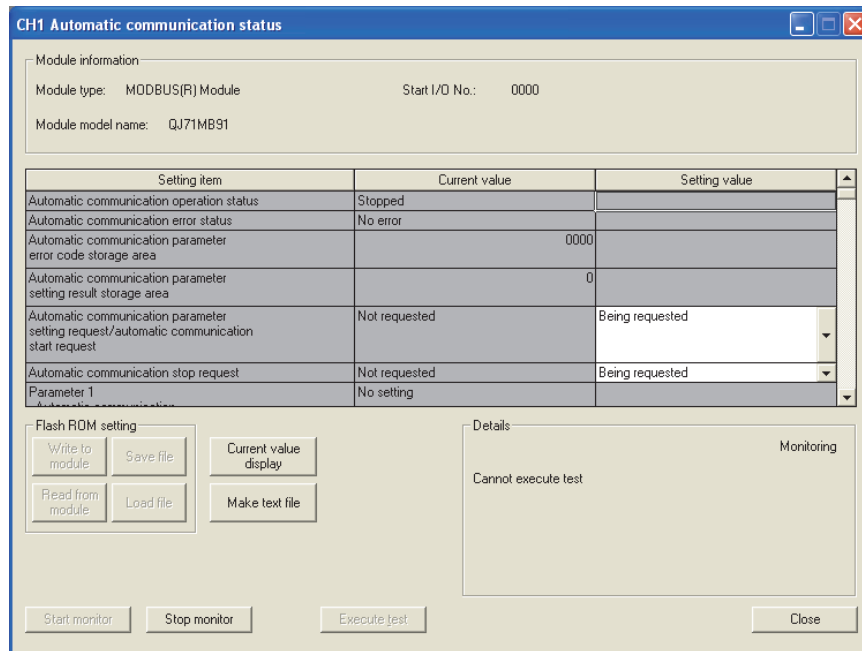 CH1 Automatic communication status
Module information
Module type: MODBUS(R) Module Start I/O No.: 0000
Module model name: QJ71MB91
Setting item Current value Setting value
Automatic communication operation status Stopped
Automatic communication error status No error
Automatic communication parameter 0000
error code storage area
Automatic communication parameter 0
setting result storage area
Automatic communication parameter Not requested Being requested
setting request/automatic communication
start request
Automatic communication stop request Not requested Being requested
Parameter 1 No setting
Flash ROM setting
Write to
module
Save file
Current value
display
Read from
module
Load file
Make text file
Details
Monitoring
Cannot execute test
Start monitor Stop monitor Execute test Close